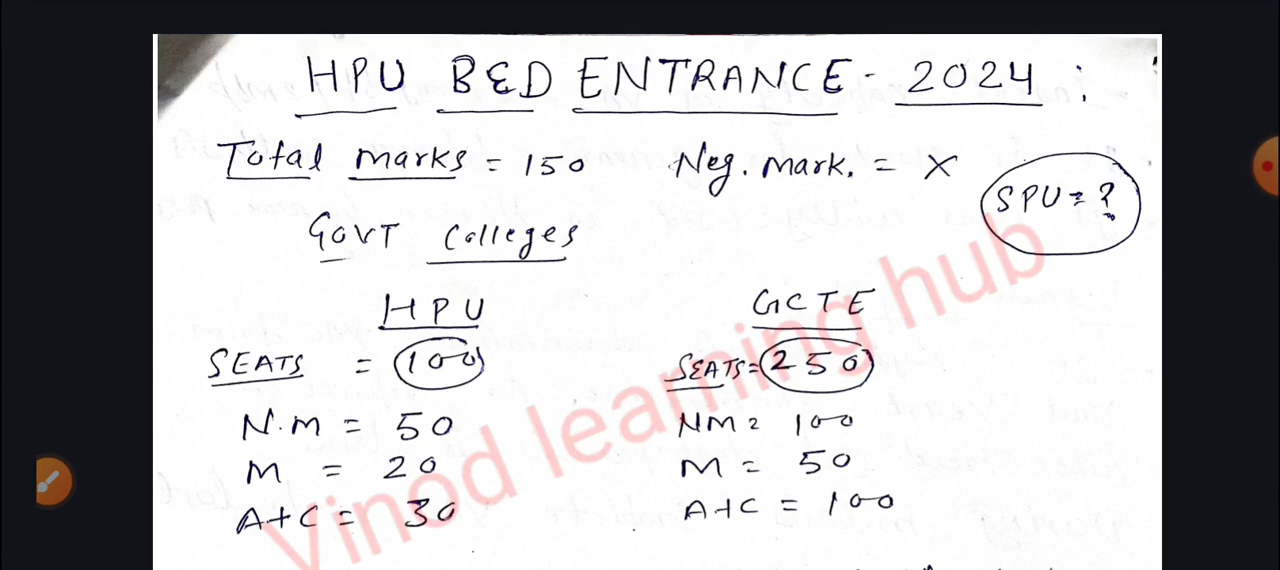 HPU BED ENTRANCE - 2024 :
Total marks = 150 Neg. mark. = X
SPU = ?
GOVT Colleges
HPU
SEATS = 100
N.M = 50
M = 20
A+C = 30
GCTE
SEATS = 250
NM = 100
M = 50
A+C = 100
Vinod learning hub